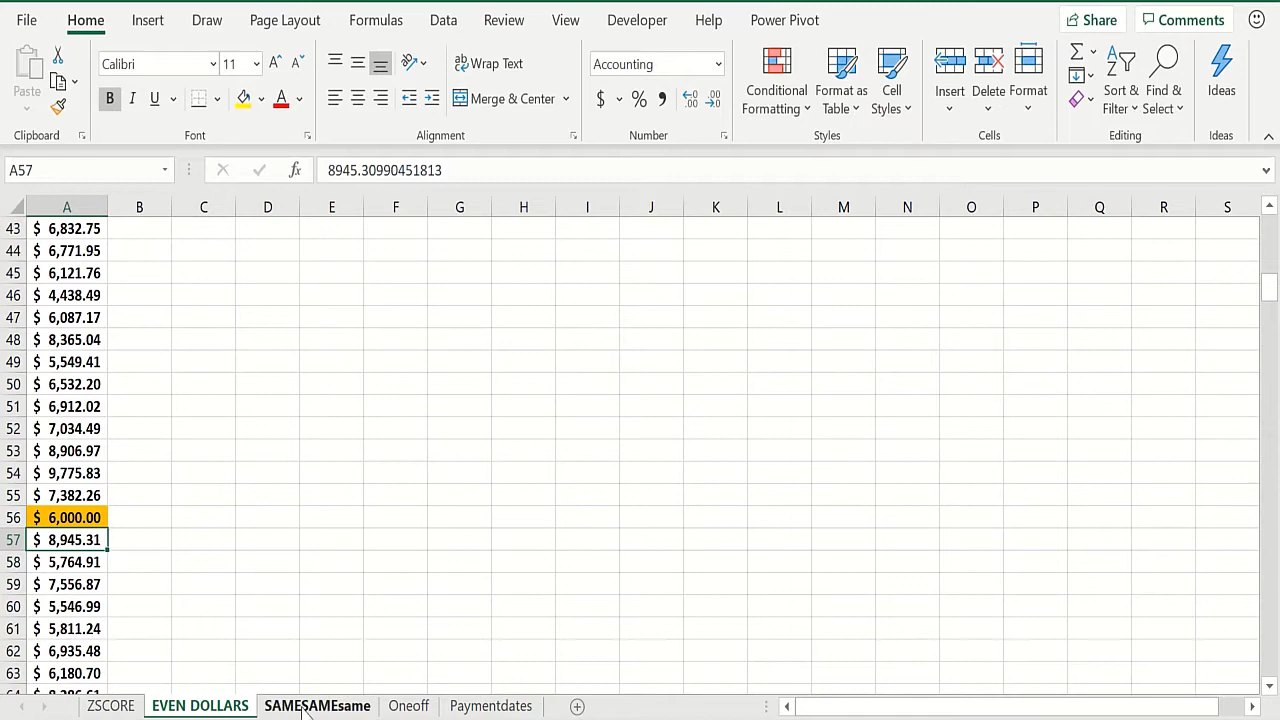 File Home Insert Draw Page Layout Formulas Data Review View Developer Help Power Pivot Share Comments
Calibri 11 Wrap Text Accounting
Paste B I U A Merge & Center $ % Conditional Formatting Format as Table Cell Styles Insert Delete Format Sort & Filter Find & Select Ideas
Clipboard Font Alignment Number Styles Cells Editing Ideas
A57 fx 8945.30990451813
A B C D E F G H I J K L M N O P Q R S
43 $ 6,832.75
44 $ 6,771.95
45 $ 6,121.76
46 $ 4,438.49
47 $ 6,087.17
48 $ 8,365.04
49 $ 5,549.41
50 $ 6,532.20
51 $ 6,912.02
52 $ 7,034.49
53 $ 8,906.97
54 $ 9,775.83
55 $ 7,382.26
56 $ 6,000.00
57 $ 8,945.31
58 $ 5,764.91
59 $ 7,556.87
60 $ 5,546.99
61 $ 5,811.24
62 $ 6,935.48
63 $ 6,180.70
ZSCORE EVEN DOLLARS SAMESAMEsame Oneoff Paymentdates